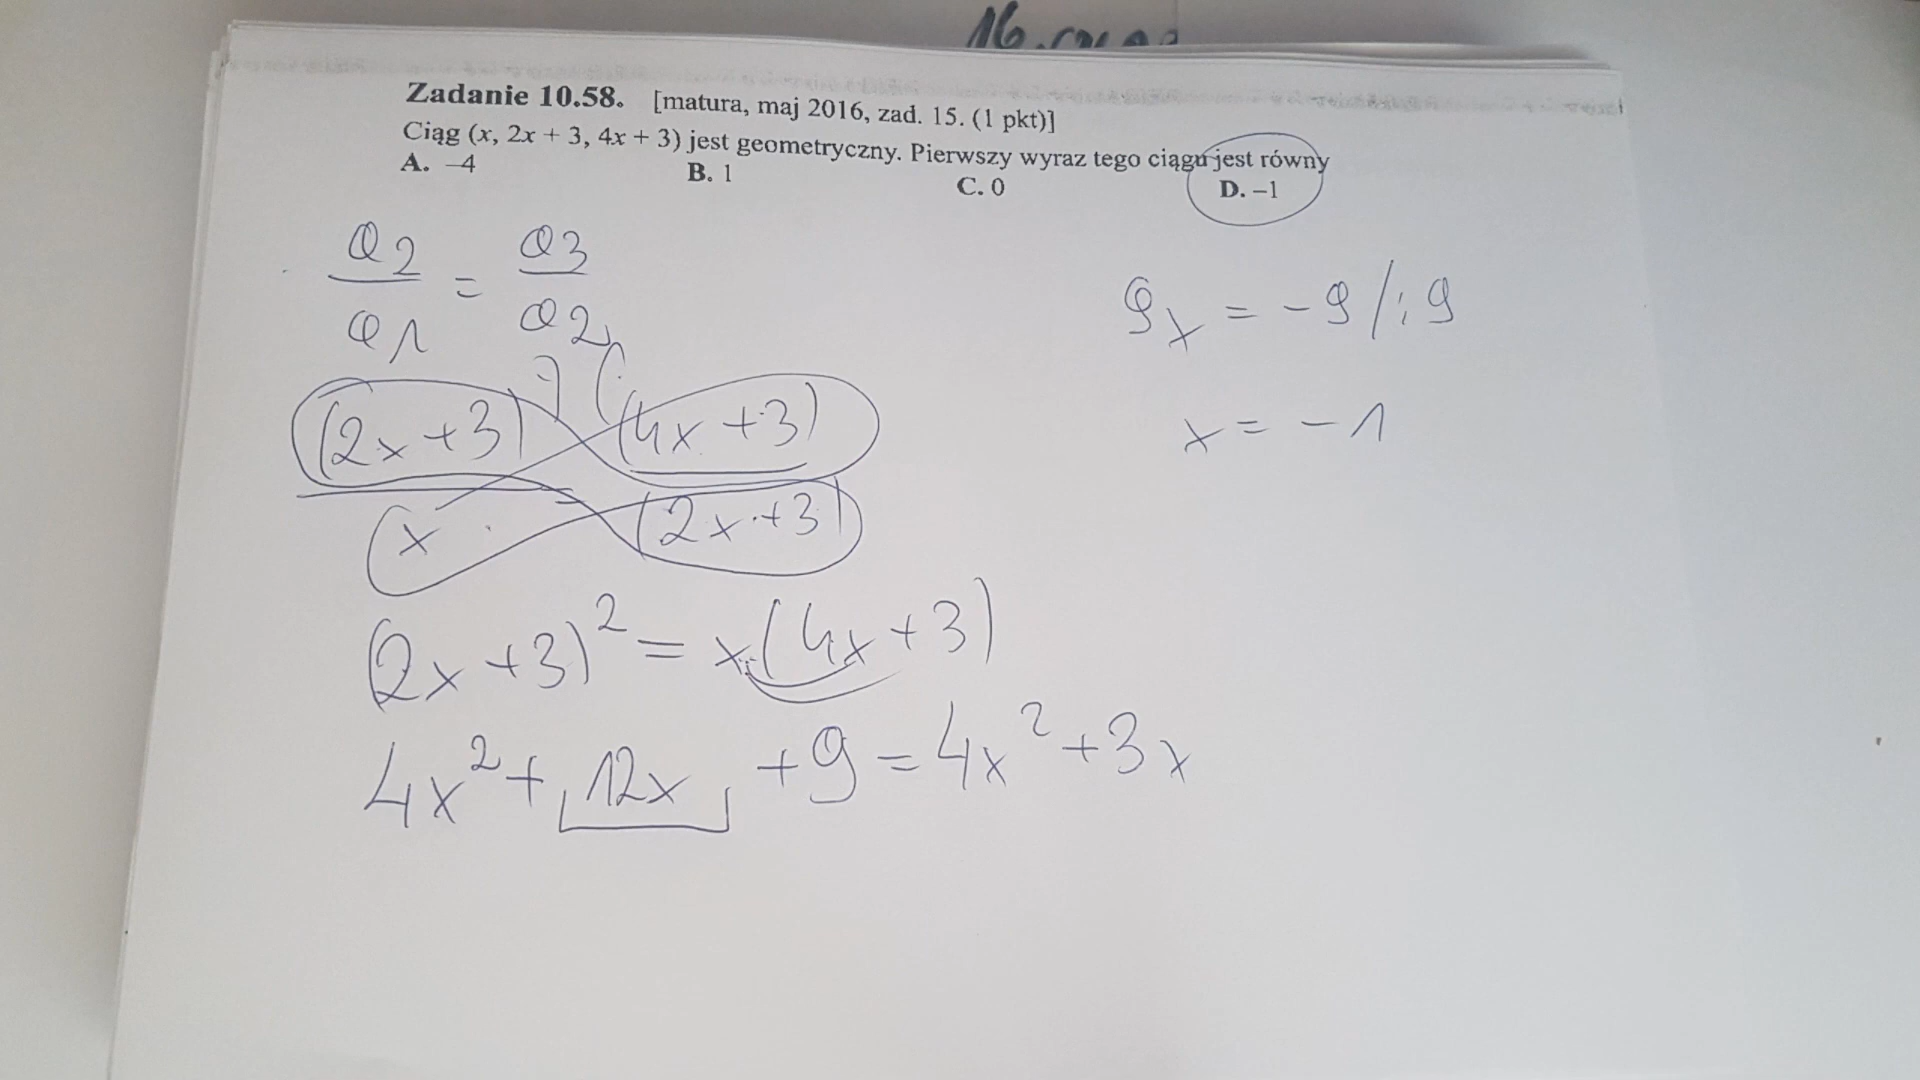 16.
Zadanie 10.58. [matura, maj 2016, zad. 15. (1 pkt)]
Ciąg (x, 2x + 3, 4x + 3) jest geometryczny. Pierwszy wyraz tego ciągu jest równy
A. –4 B. 1 C. 0 D. –1
a2 / a1 = a3 / a2
(2x+3) / x = (4x+3) / (2x+3)
(2x+3)² = x(4x+3)
4x² + 12x + 9 = 4x² + 3x
9x = -9 /:9
x = -1